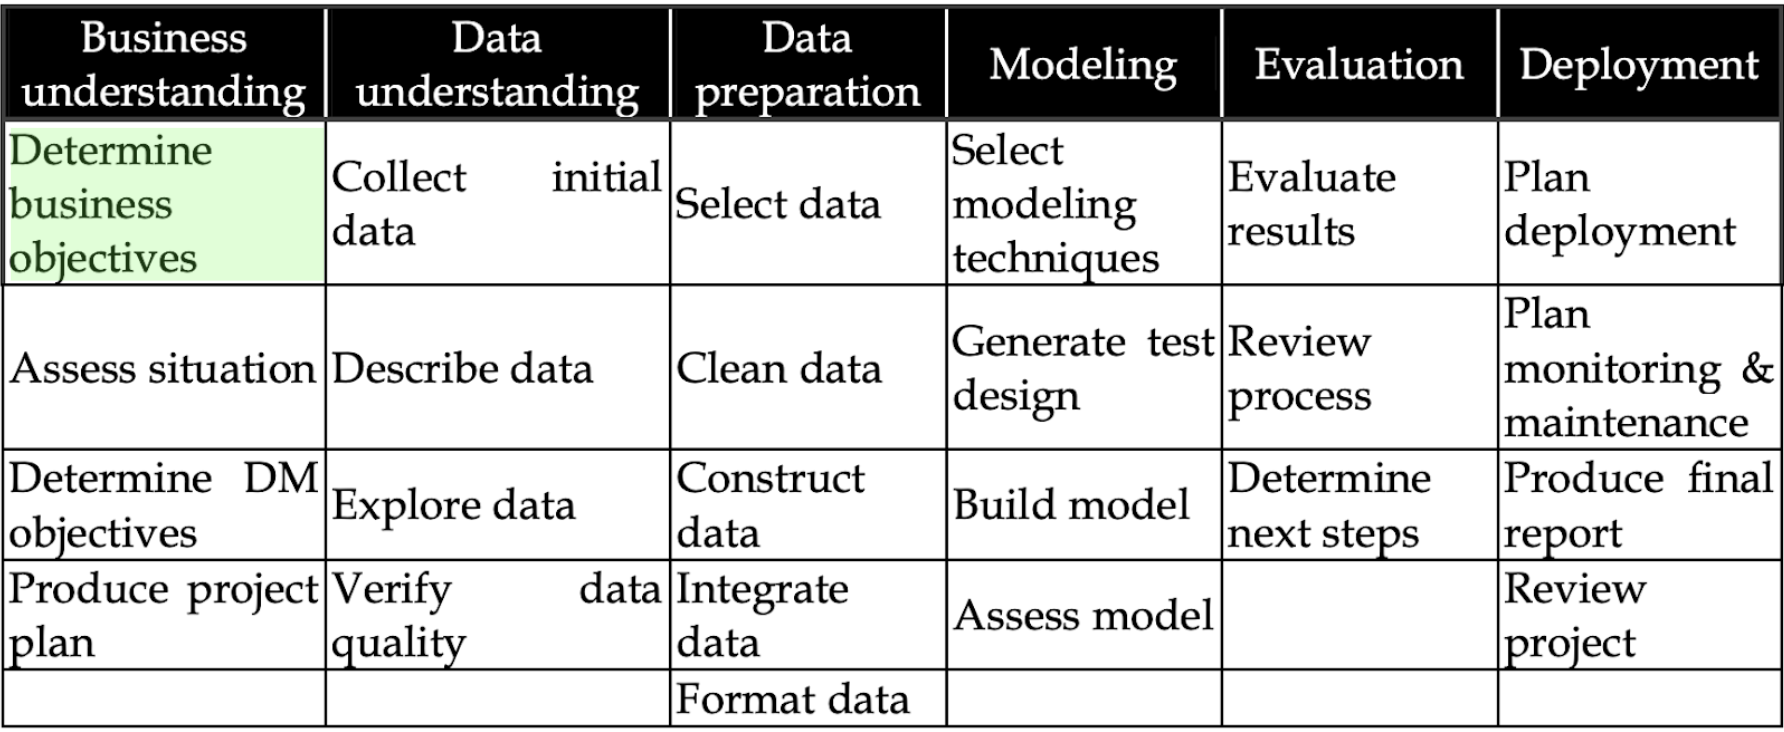 Business understanding
Data understanding
Data preparation
Modeling
Evaluation
Deployment
Determine business objectives
Collect initial data
Select data
Select modeling techniques
Evaluate results
Plan deployment
Assess situation
Describe data
Clean data
Generate test design
Review process
Plan monitoring & maintenance
Determine DM objectives
Explore data
Construct data
Build model
Determine next steps
Produce final report
Produce project plan
Verify data quality
Integrate data
Assess model
Review project
Format data